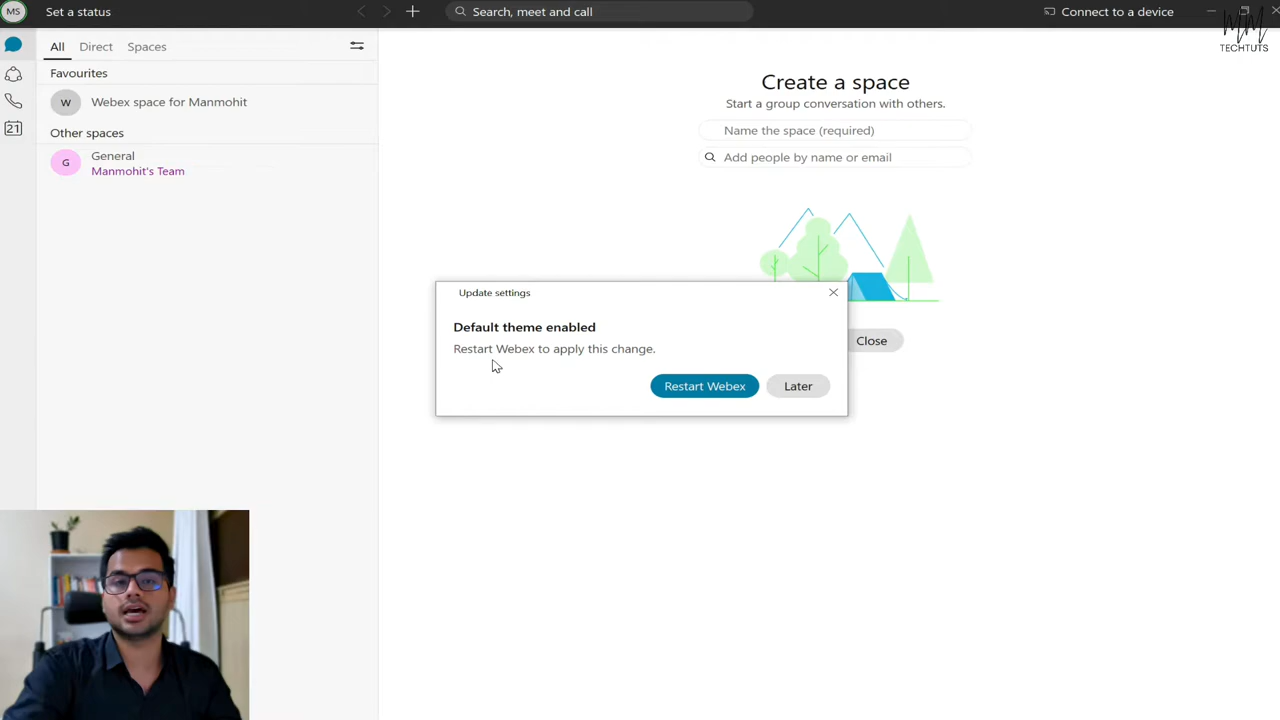 MS Set a status
Search, meet and call
Connect to a device
MM
TECHTUTS
All Direct Spaces
21
Favourites
W Webex space for Manmohit
Other spaces
G General
Manmohit's Team
Create a space
Start a group conversation with others.
Name the space (required)
Add people by name or email
Update settings
Default theme enabled
Restart Webex to apply this change.
Restart Webex Later
Close